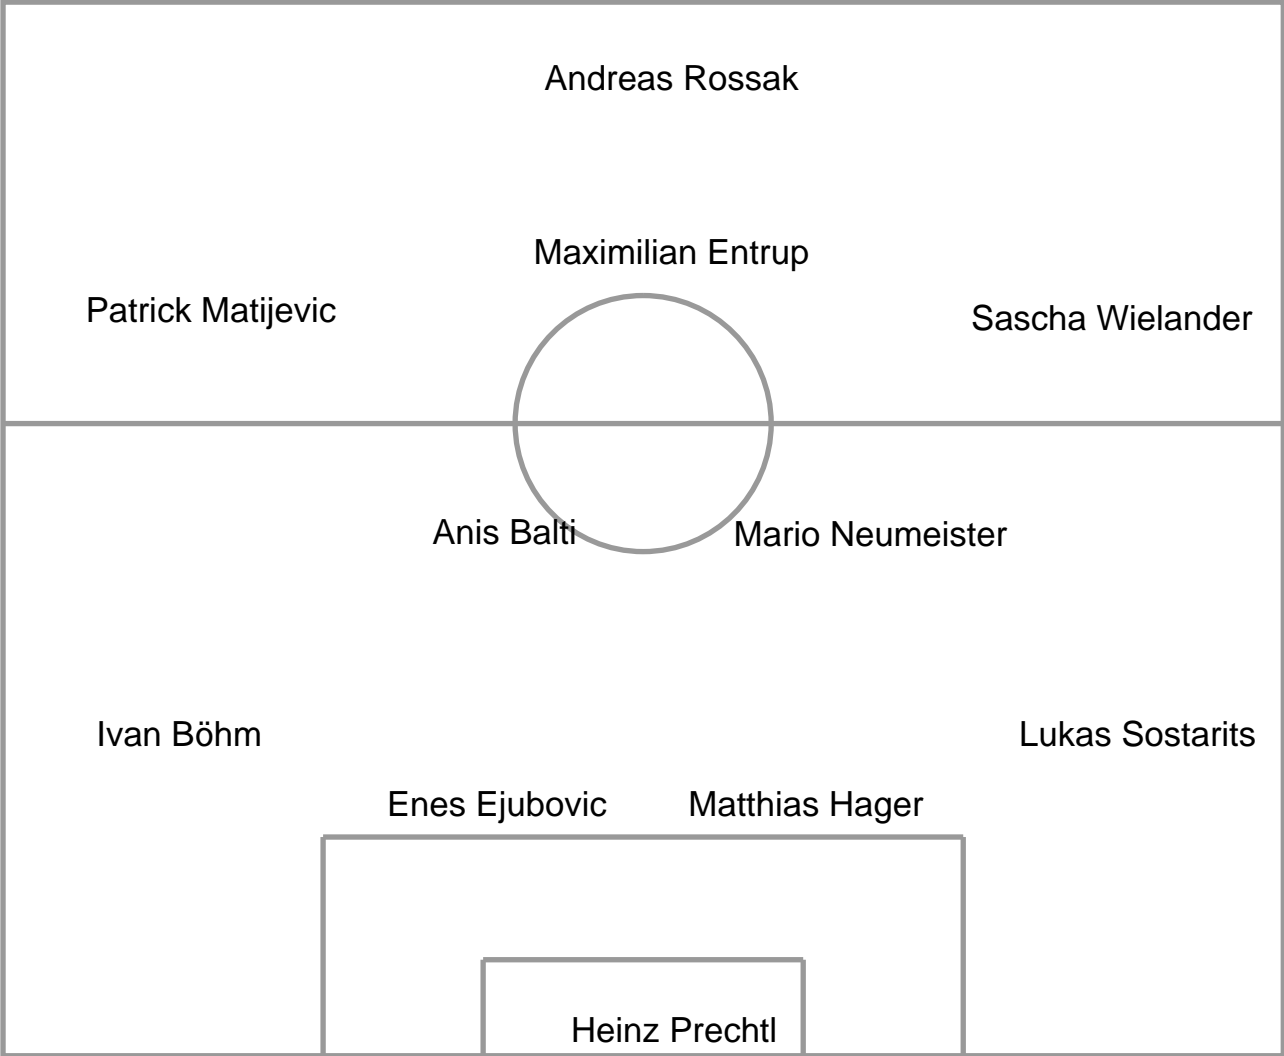 Andreas Rossak
Maximilian Entrup
Patrick Matijevic
Sascha Wielander
Anis Balti
Mario Neumeister
Ivan Böhm
Lukas Sostarits
Enes Ejubovic
Matthias Hager
Heinz Prechtl